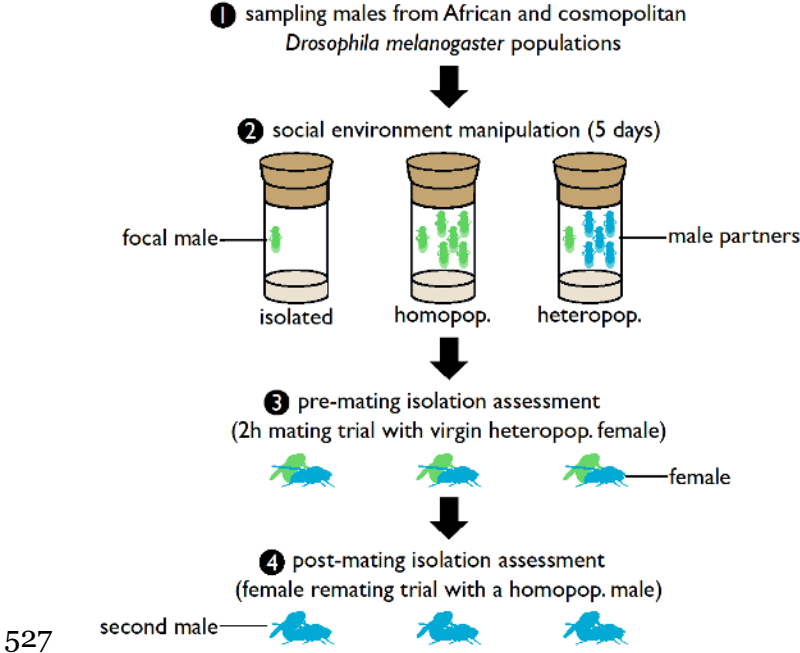 1 sampling males from African and cosmopolitan
Drosophila melanogaster populations
2 social environment manipulation (5 days)
focal male
male partners
isolated homopop. heteropop.
3 pre-mating isolation assessment
(2h mating trial with virgin heteropop. female)
female
4 post-mating isolation assessment
(female remating trial with a homopop. male)
second male
527